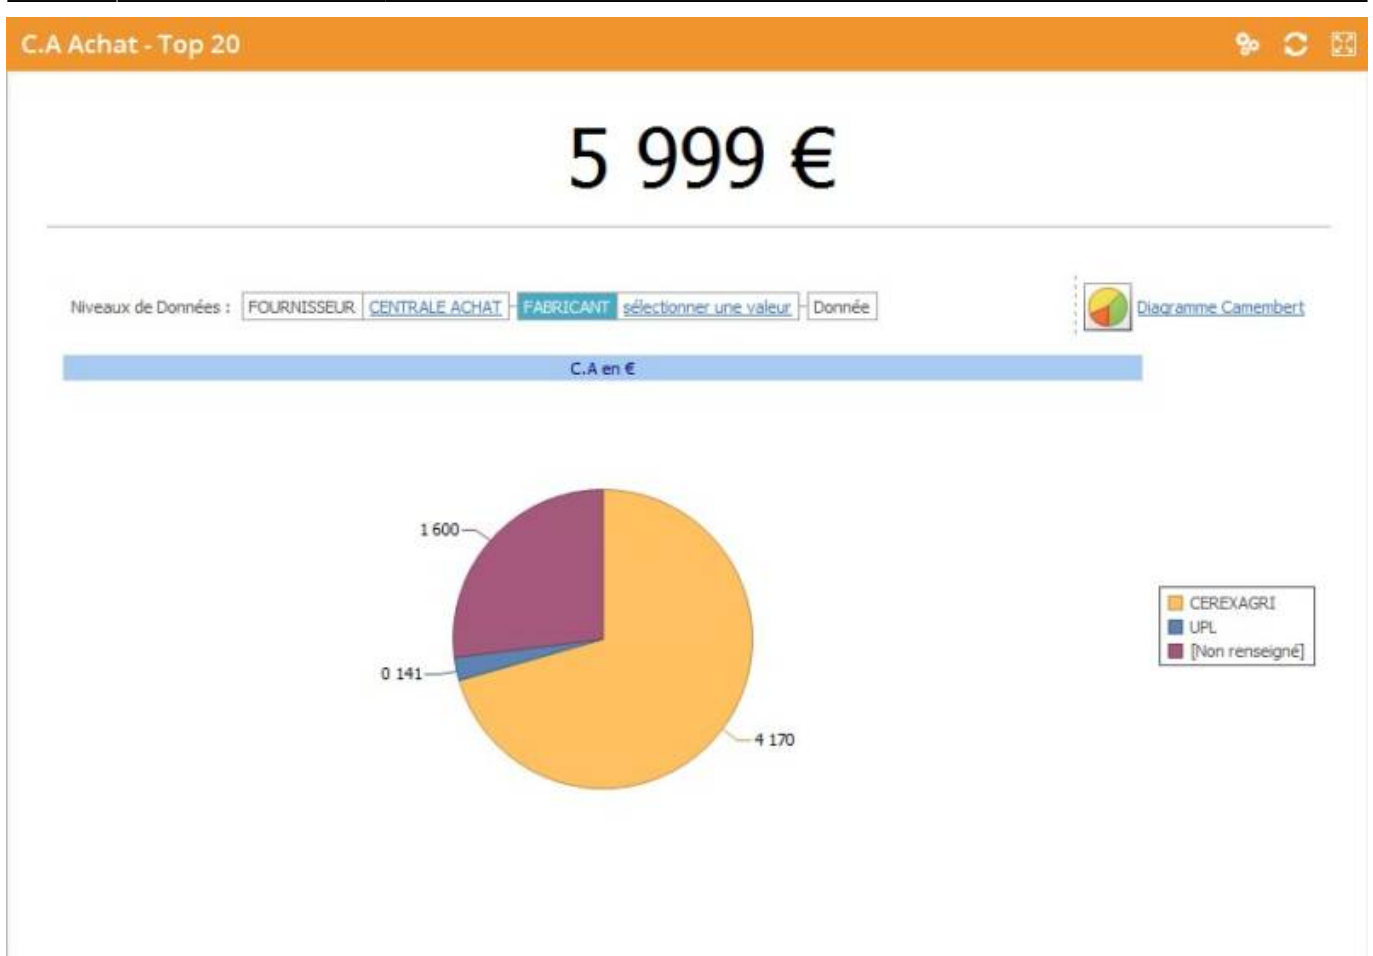 C.A Achat - Top 20
5 999 €
Niveaux de Données : FOURNISSEUR CENTRALE ACHAT FABRICANT sélectionner une valeur Donnée Diagramme Camembert
C.A en €
1 600
0 141
4 170
CEREXAGRI
UPL
[Non renseigné]